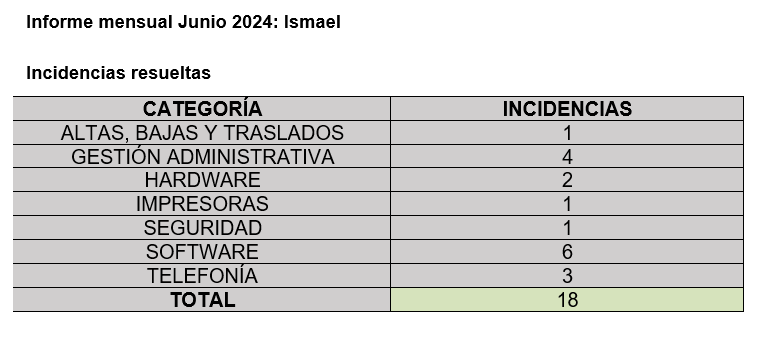 Informe mensual Junio 2024: Ismael
Incidencias resueltas
CATEGORÍA INCIDENCIAS
ALTAS, BAJAS Y TRASLADOS 1
GESTIÓN ADMINISTRATIVA 4
HARDWARE 2
IMPRESORAS 1
SEGURIDAD 1
SOFTWARE 6
TELEFONÍA 3
TOTAL 18